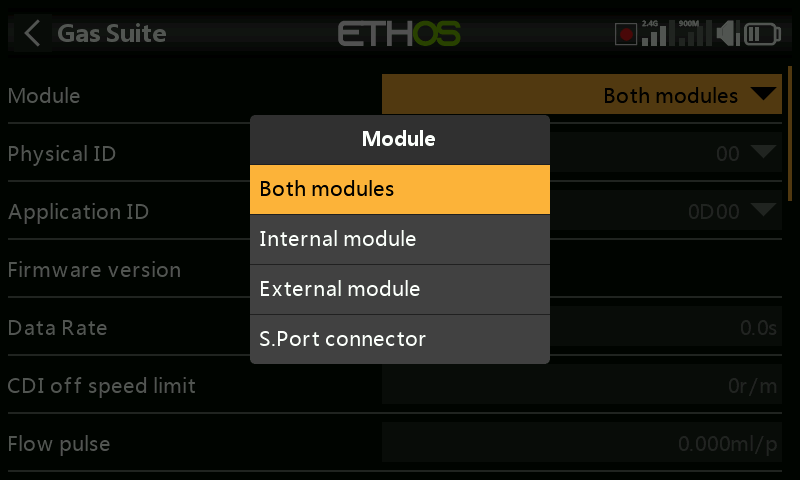 Gas Suite
ETHOS
2.4G
900M
Module
Both modules
Physical ID
00
Application ID
0D00
Firmware version
Data Rate
0.0s
CDI off speed limit
0r/m
Flow pulse
0.000ml/p
Module
Both modules
Internal module
External module
S.Port connector